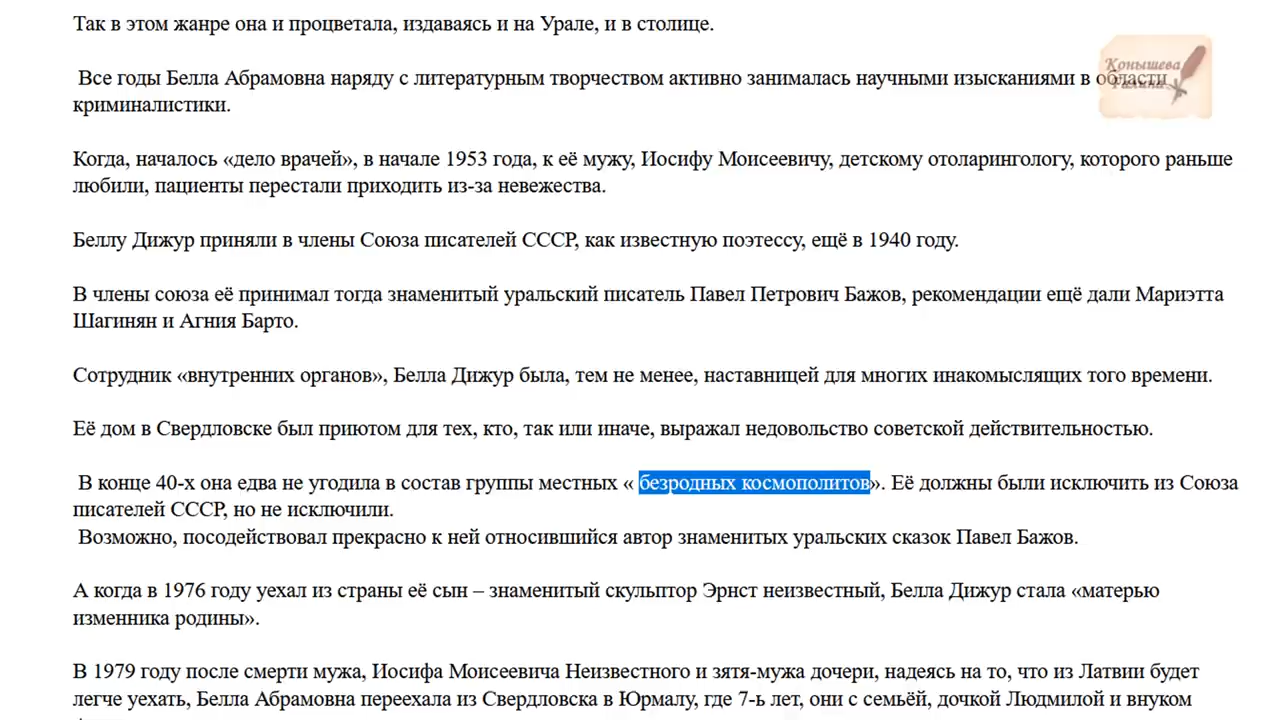 Так в этом жанре она и процветала, издаваясь и на Урале, и в столице.
Все годы Белла Абрамовна наряду с литературным творчеством активно занималась научными изысканиями в области
криминалистики.
Конышева
Галина
Когда, началось «дело врачей», в начале 1953 года, к её мужу, Иосифу Моисеевичу, детскому отоларингологу, которого раньше
любили, пациенты перестали приходить из-за невежества.
Беллу Дижур приняли в члены Союза писателей СССР, как известную поэтессу, ещё в 1940 году.
В члены союза её принимал тогда знаменитый уральский писатель Павел Петрович Бажов, рекомендации ещё дали Мариэтта
Шагинян и Агния Барто.
Сотрудник «внутренних органов», Белла Дижур была, тем не менее, наставницей для многих инакомыслящих того времени.
Её дом в Свердловске был приютом для тех, кто, так или иначе, выражал недовольство советской действительностью.
В конце 40-х она едва не угодила в состав группы местных « безродных космополитов». Её должны были исключить из Союза
писателей СССР, но не исключили.
Возможно, посодействовал прекрасно к ней относившийся автор знаменитых уральских сказок Павел Бажов.
А когда в 1976 году уехал из страны её сын – знаменитый скульптор Эрнст неизвестный, Белла Дижур стала «матерью
изменника родины».
В 1979 году после смерти мужа, Иосифа Моисеевича Неизвестного и зятя-мужа дочери, надеясь на то, что из Латвии будет
легче уехать, Белла Абрамовна переехала из Свердловска в Юрмалу, где 7-ь лет, они с семьёй, дочкой Людмилой и внуком